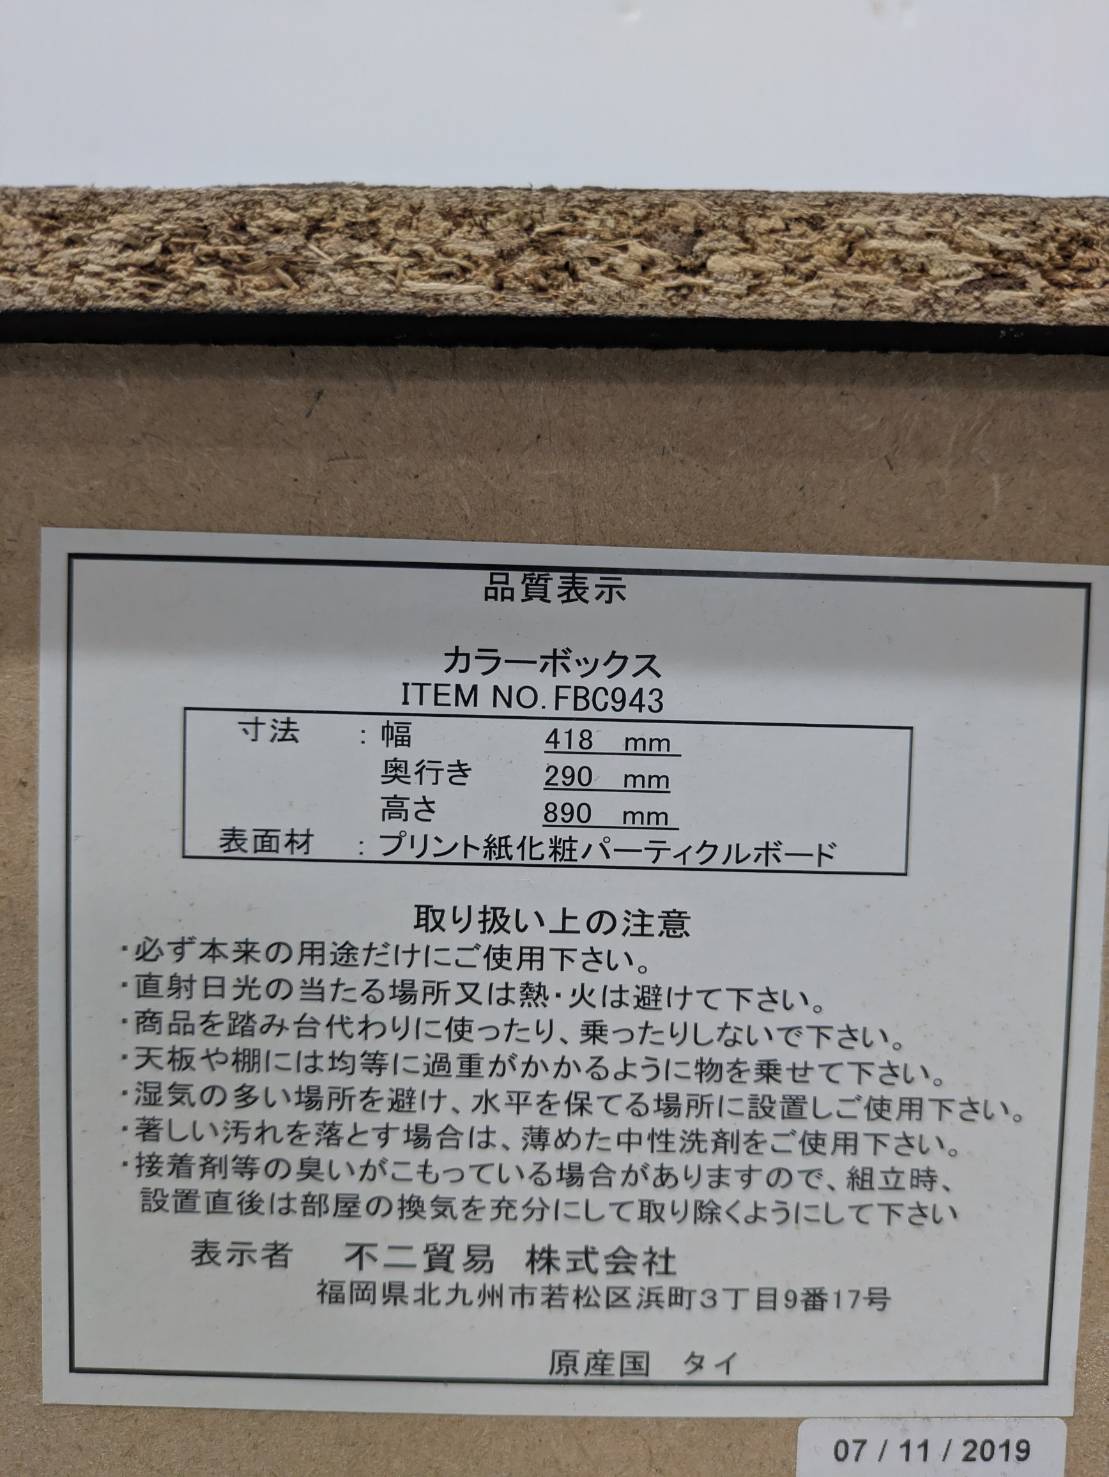 品質表示
カラーボックス
ITEM NO.FBC943
寸法 : 幅 418 mm
奥行き 290 mm
高さ 890 mm
表面材 : プリント紙化粧パーティクルボード
取り扱い上の注意
・必ず本来の用途だけにご使用下さい。
・直射日光の当たる場所又は熱・火は避けて下さい。
・商品を踏み台代わりに使ったり、乗ったりしないで下さい。
・天板や棚には均等に過重がかかるように物を乗せて下さい。
・湿気の多い場所を避け、水平を保てる場所に設置しご使用下さい。
・著しい汚れを落とす場合は、薄めた中性洗剤をご使用下さい。
・接着剤等の臭いがこもっている場合がありますので、組立時、
設置直後は部屋の換気を充分にして取り除くようにして下さい
表示者 不二貿易 株式会社
福岡県北九州市若松区浜町3丁目9番17号
原産国 タイ
07 / 11 / 2019